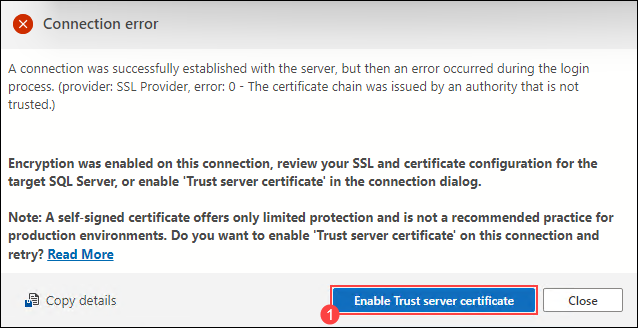 Connection error
A connection was successfully established with the server, but then an error occurred during the login
process. (provider: SSL Provider, error: 0 - The certificate chain was issued by an authority that is not
trusted.)
Encryption was enabled on this connection, review your SSL and certificate configuration for the
target SQL Server, or enable 'Trust server certificate' in the connection dialog.
Note: A self-signed certificate offers only limited protection and is not a recommended practice for
production environments. Do you want to enable 'Trust server certificate' on this connection and
retry? Read More
Copy details
Enable Trust server certificate
Close
1